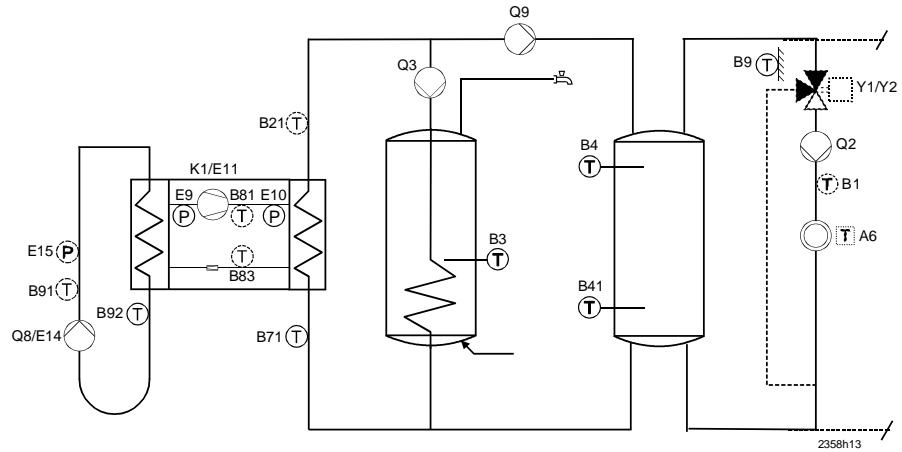 Q9
B9
T
Y1/Y2
Q3
B21
T
B4
T
Q2
K1/E11
E9
B81
E10
P
T
P
T
B1
E15
P
T
B3
T
T
A6
B83
B91
T
B92
T
B41
T
Q8/E14
B71
T
2358h13